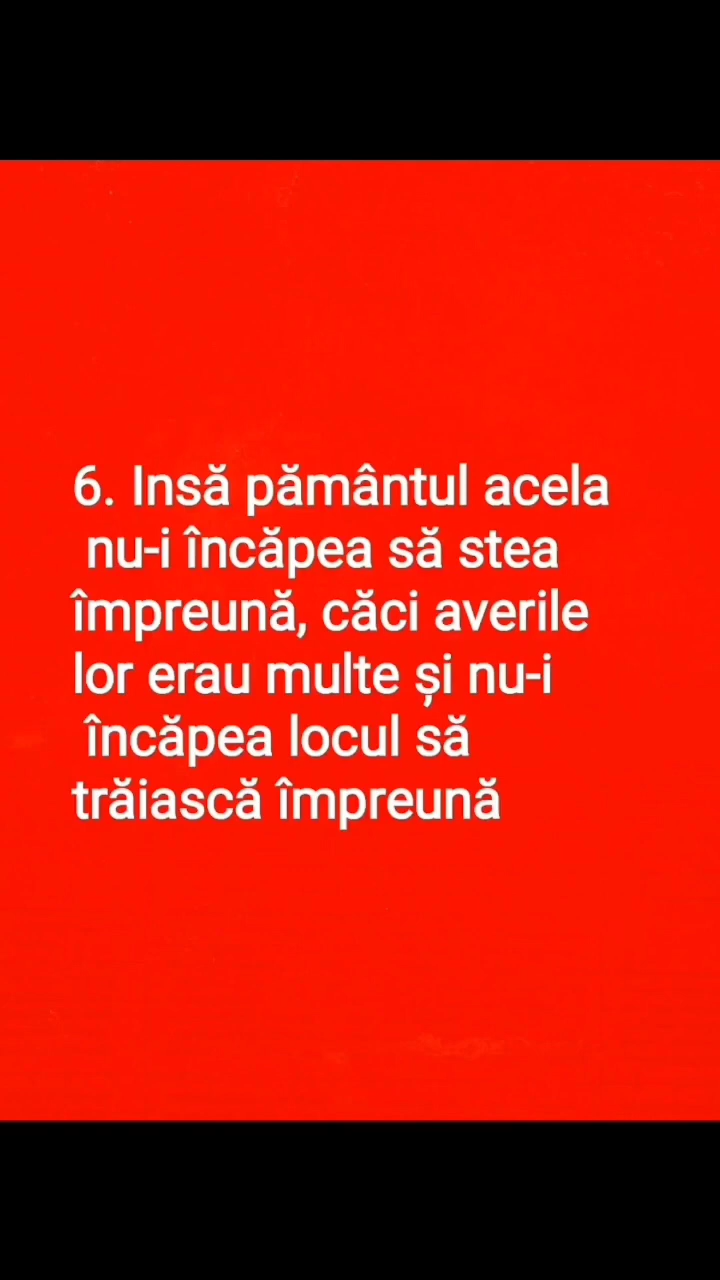 6. Insă pământul acela
nu-i încăpea să stea
împreună, căci averile
lor erau multe și nu-i
încăpea locul să
trăiască împreună